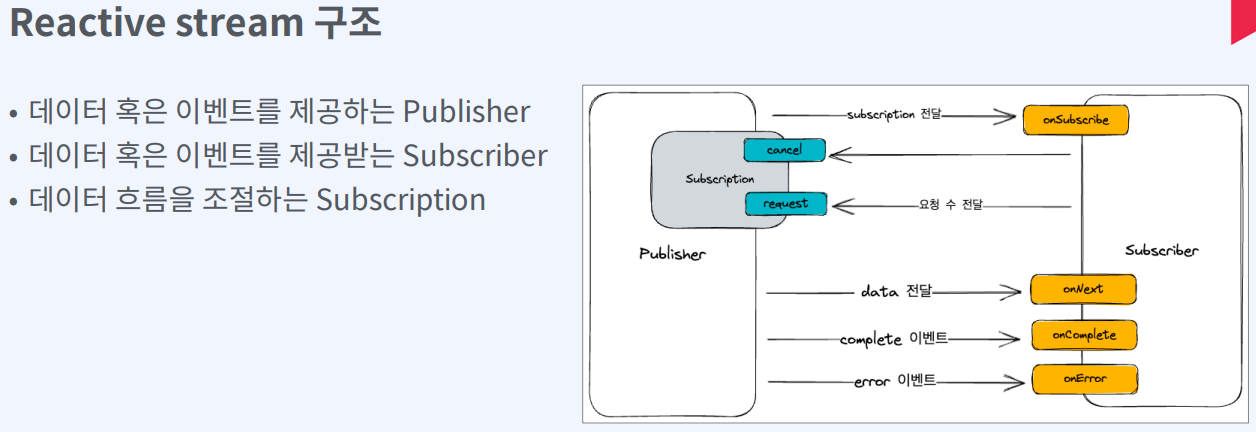 Reactive stream 구조
• 데이터 혹은 이벤트를 제공하는 Publisher
• 데이터 혹은 이벤트를 제공받는 Subscriber
• 데이터 흐름을 조절하는 Subscription
subscription 전달
onSubscribe
cancel
Subscription
request
요청 수 전달
Publisher
Subscriber
data 전달
onNext
complete 이벤트
onComplete
error 이벤트
onError